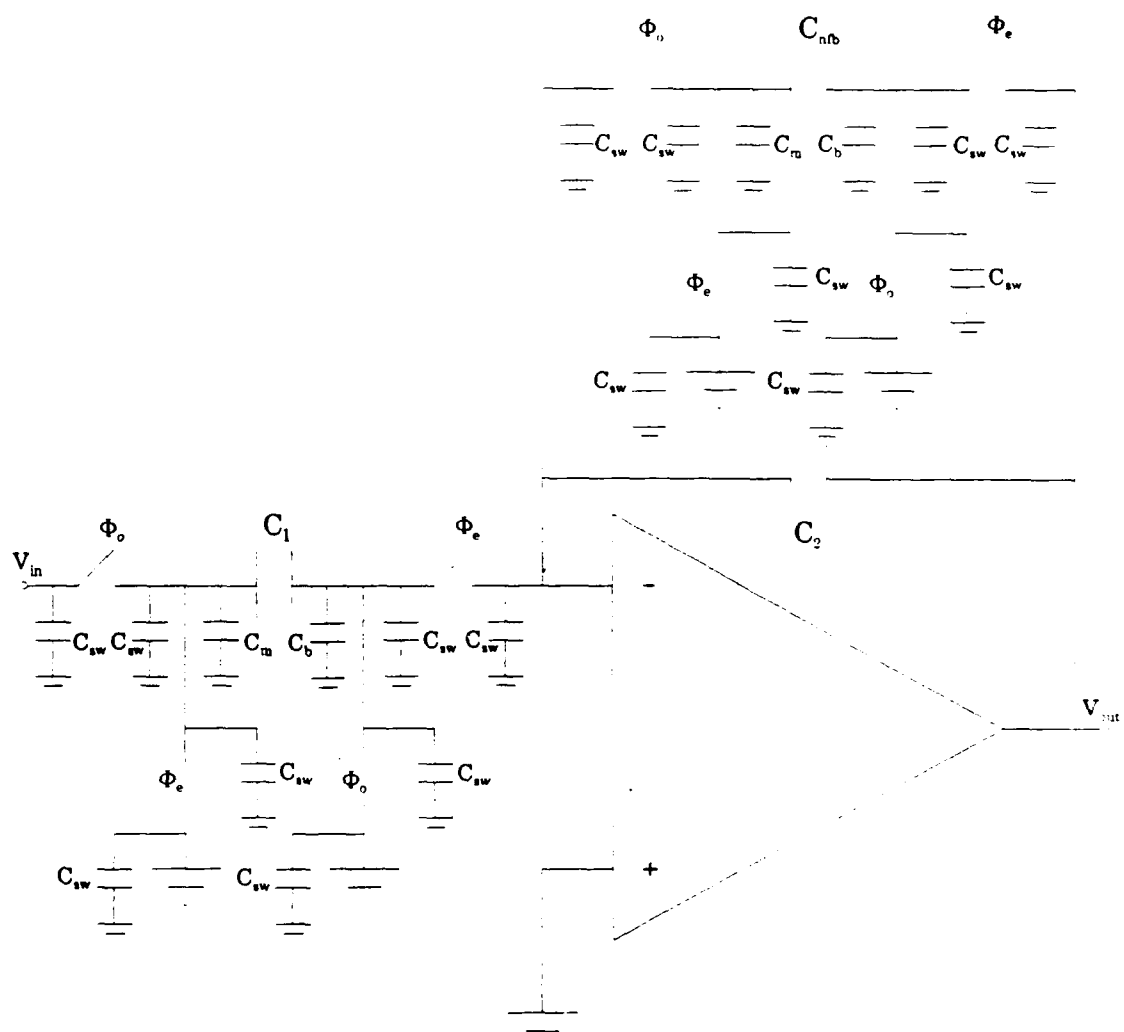 Φₒ Cnfb Φe
Csw Csw Cm Cb Csw Csw
Φe Csw Φₒ Csw
Csw Csw
Φₒ C1 Φe C2
Vin -
Csw Csw Cm Cb Csw Csw
Vout
Φe Csw Φₒ Csw
Csw Csw +